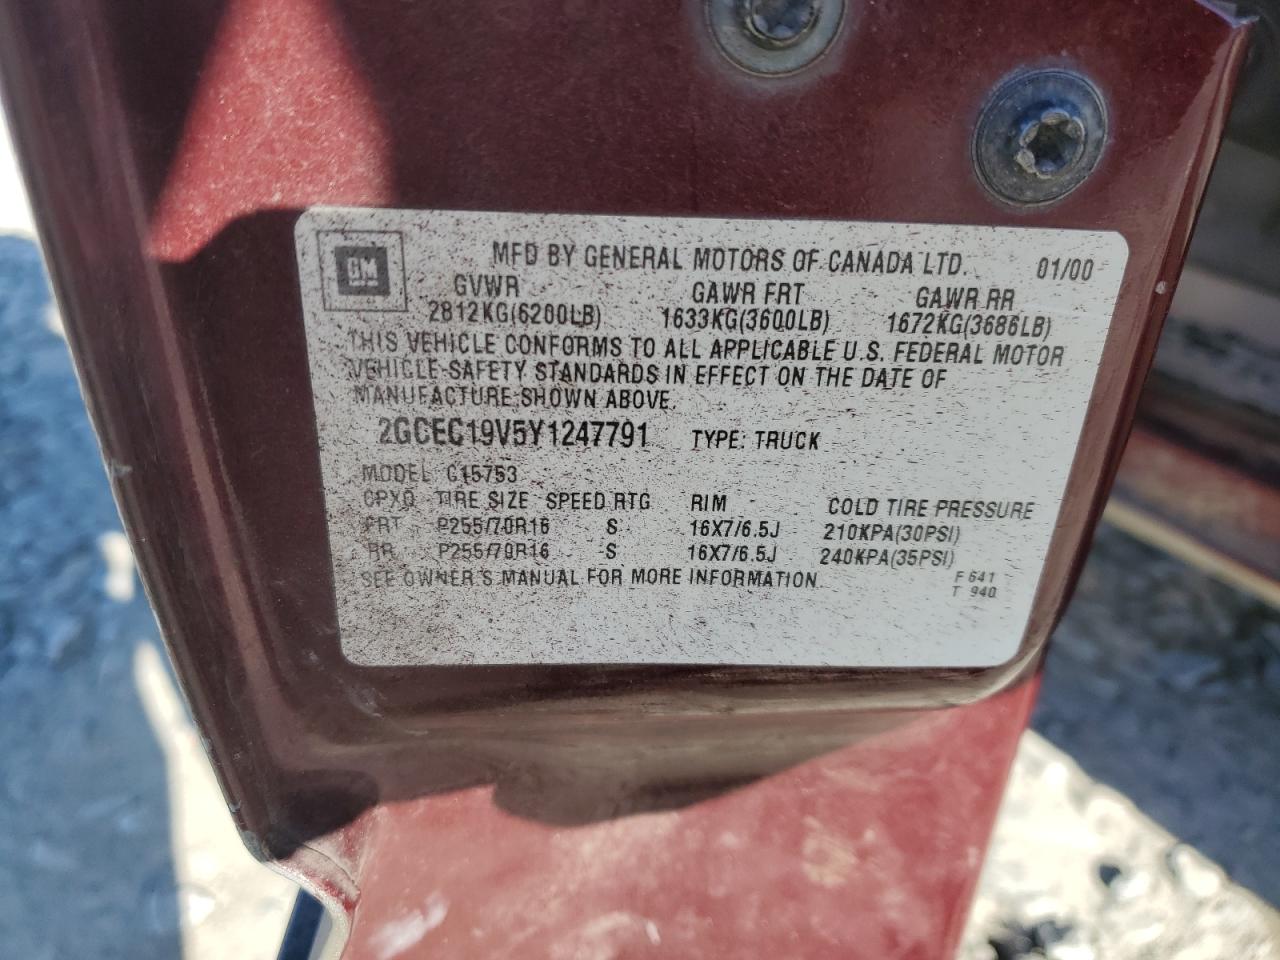 GM
MFD BY GENERAL MOTORS OF CANADA LTD. 01/00
GVWR GAWR FRT GAWR RR
2812KG(6200LB) 1633KG(3600LB) 1672KG(3686LB)
THIS VEHICLE CONFORMS TO ALL APPLICABLE U.S. FEDERAL MOTOR
VEHICLE SAFETY STANDARDS IN EFFECT ON THE DATE OF
MANUFACTURE SHOWN ABOVE.
2GCEC19V5Y1247791 TYPE: TRUCK
MODEL C15753
CPXQ TIRE SIZE SPEED RTG RIM COLD TIRE PRESSURE
FRT P255/70R16 S 16X7/6.5J 210KPA(30PSI)
RR P255/70R16 S 16X7/6.5J 240KPA(35PSI)
SEE OWNER'S MANUAL FOR MORE INFORMATION.
F 641
T 940